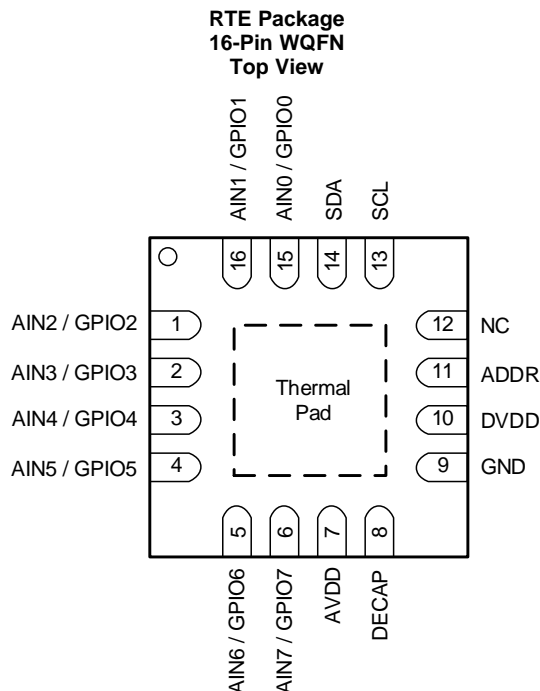 RTE Package
16-Pin WQFN
Top View
AIN1 / GPIO1
AIN0 / GPIO0
SDA
SCL
16
15
14
13
AIN2 / GPIO2
1
12
NC
AIN3 / GPIO3
2
11
ADDR
Thermal
Pad
AIN4 / GPIO4
3
10
DVDD
AIN5 / GPIO5
4
9
GND
5
6
7
8
AIN6 / GPIO6
AIN7 / GPIO7
AVDD
DECAP